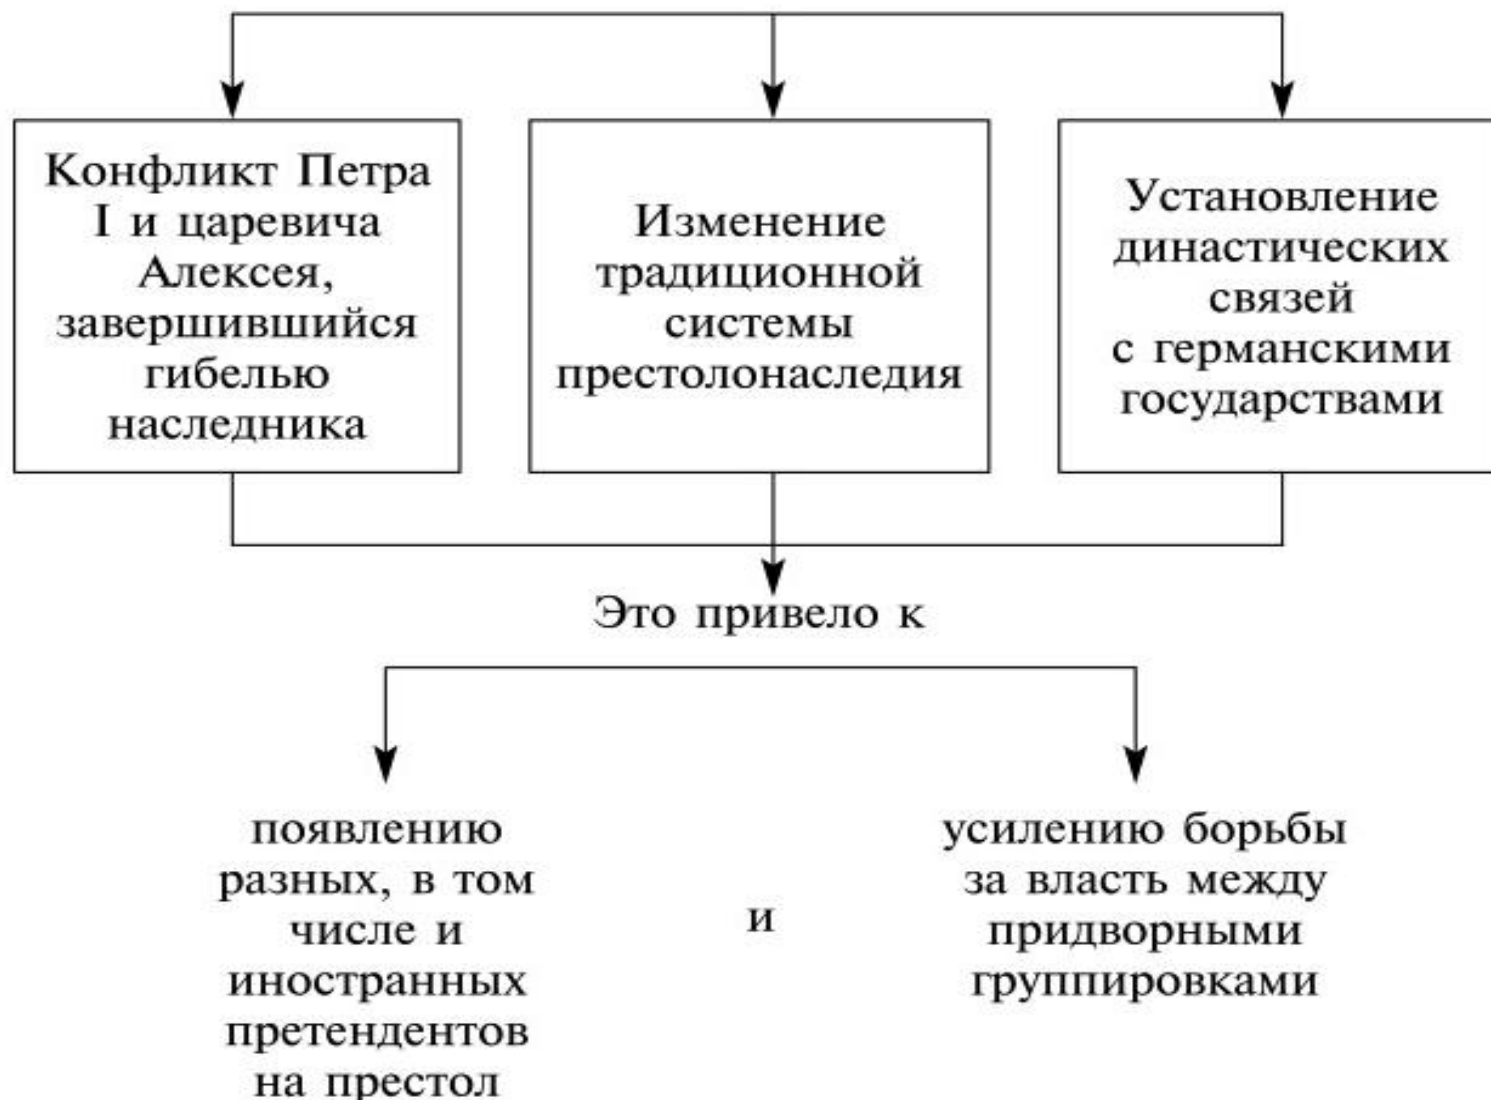 Конфликт Петра
I и царевича
Алексея,
завершившийся
гибелью
наследника
Изменение
традиционной
системы
престолонаследия
Установление
династических
связей
с германскими
государствами
Это привело к
появлению
разных, в том
числе и
иностранных
претендентов
на престол
и
усилению борьбы
за власть между
придворными
группировками